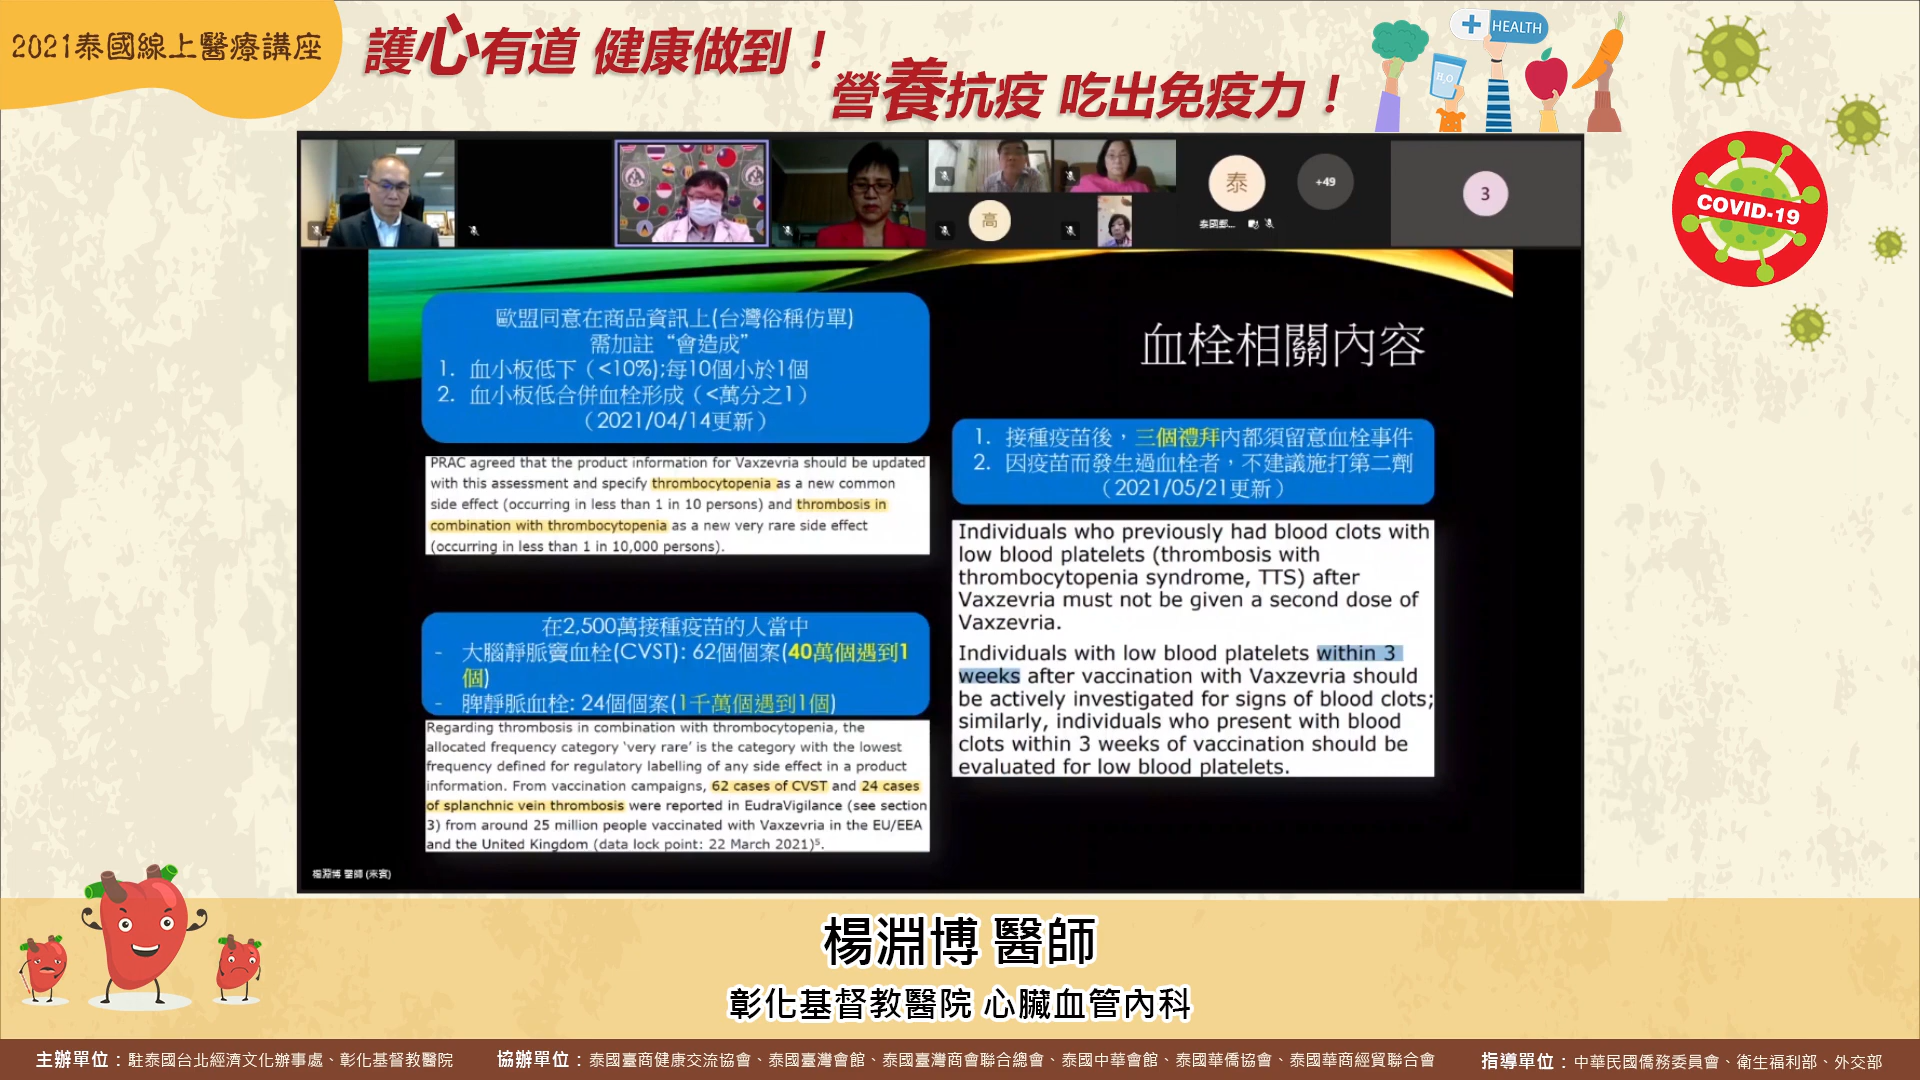 2021泰國線上醫療講座
護心有道 健康做到！
營養抗疫 吃出免疫力！
HEALTH
H₂O
COVID-19
泰
+49
3
高
歐盟同意在商品資訊上(台灣俗稱仿單)
需加註“會造成”
1. 血小板低下（<10%);每10個小於1個
2. 血小板低合併血栓形成（<萬分之1）
（2021/04/14更新）
PRAC agreed that the product information for Vaxzevria should be updated
with this assessment and specify thrombocytopenia as a new common
side effect (occurring in less than 1 in 10 persons) and thrombosis in
combination with thrombocytopenia as a new very rare side effect
(occurring in less than 1 in 10,000 persons).
在2,500萬接種疫苗的人當中
- 大腦靜脈竇血栓(CVST): 62個個案(40萬個遇到1
個)
- 脾靜脈血栓: 24個個案(1千萬個遇到1個)
Regarding thrombosis in combination with thrombocytopenia, the
allocated frequency category ‘very rare’ is the category with the lowest
frequency defined for regulatory labelling of any side effect in a product
information. From vaccination campaigns, 62 cases of CVST and 24 cases
of splanchnic vein thrombosis were reported in EudraVigilance (see section
3) from around 25 million people vaccinated with Vaxzevria in the EU/EEA
and the United Kingdom (data lock point: 22 March 2021)⁵.
血栓相關內容
1. 接種疫苗後，三個禮拜內都須留意血栓事件
2. 因疫苗而發生過血栓者，不建議施打第二劑
（2021/05/21更新）
Individuals who previously had blood clots with
low blood platelets (thrombosis with
thrombocytopenia syndrome, TTS) after
Vaxzevria must not be given a second dose of
Vaxzevria.
Individuals with low blood platelets within 3
weeks after vaccination with Vaxzevria should
be actively investigated for signs of blood clots;
similarly, individuals who present with blood
clots within 3 weeks of vaccination should be
evaluated for low blood platelets.
楊淵博 醫師 (來賓)
楊淵博 醫師
彰化基督教醫院 心臟血管內科
主辦單位：駐泰國台北經濟文化辦事處、彰化基督教醫院
協辦單位：泰國臺商健康交流協會、泰國臺灣會館、泰國臺灣商會聯合總會、泰國中華會館、泰國華僑協會、泰國華商經貿聯合會
指導單位：中華民國僑務委員會、衛生福利部、外交部